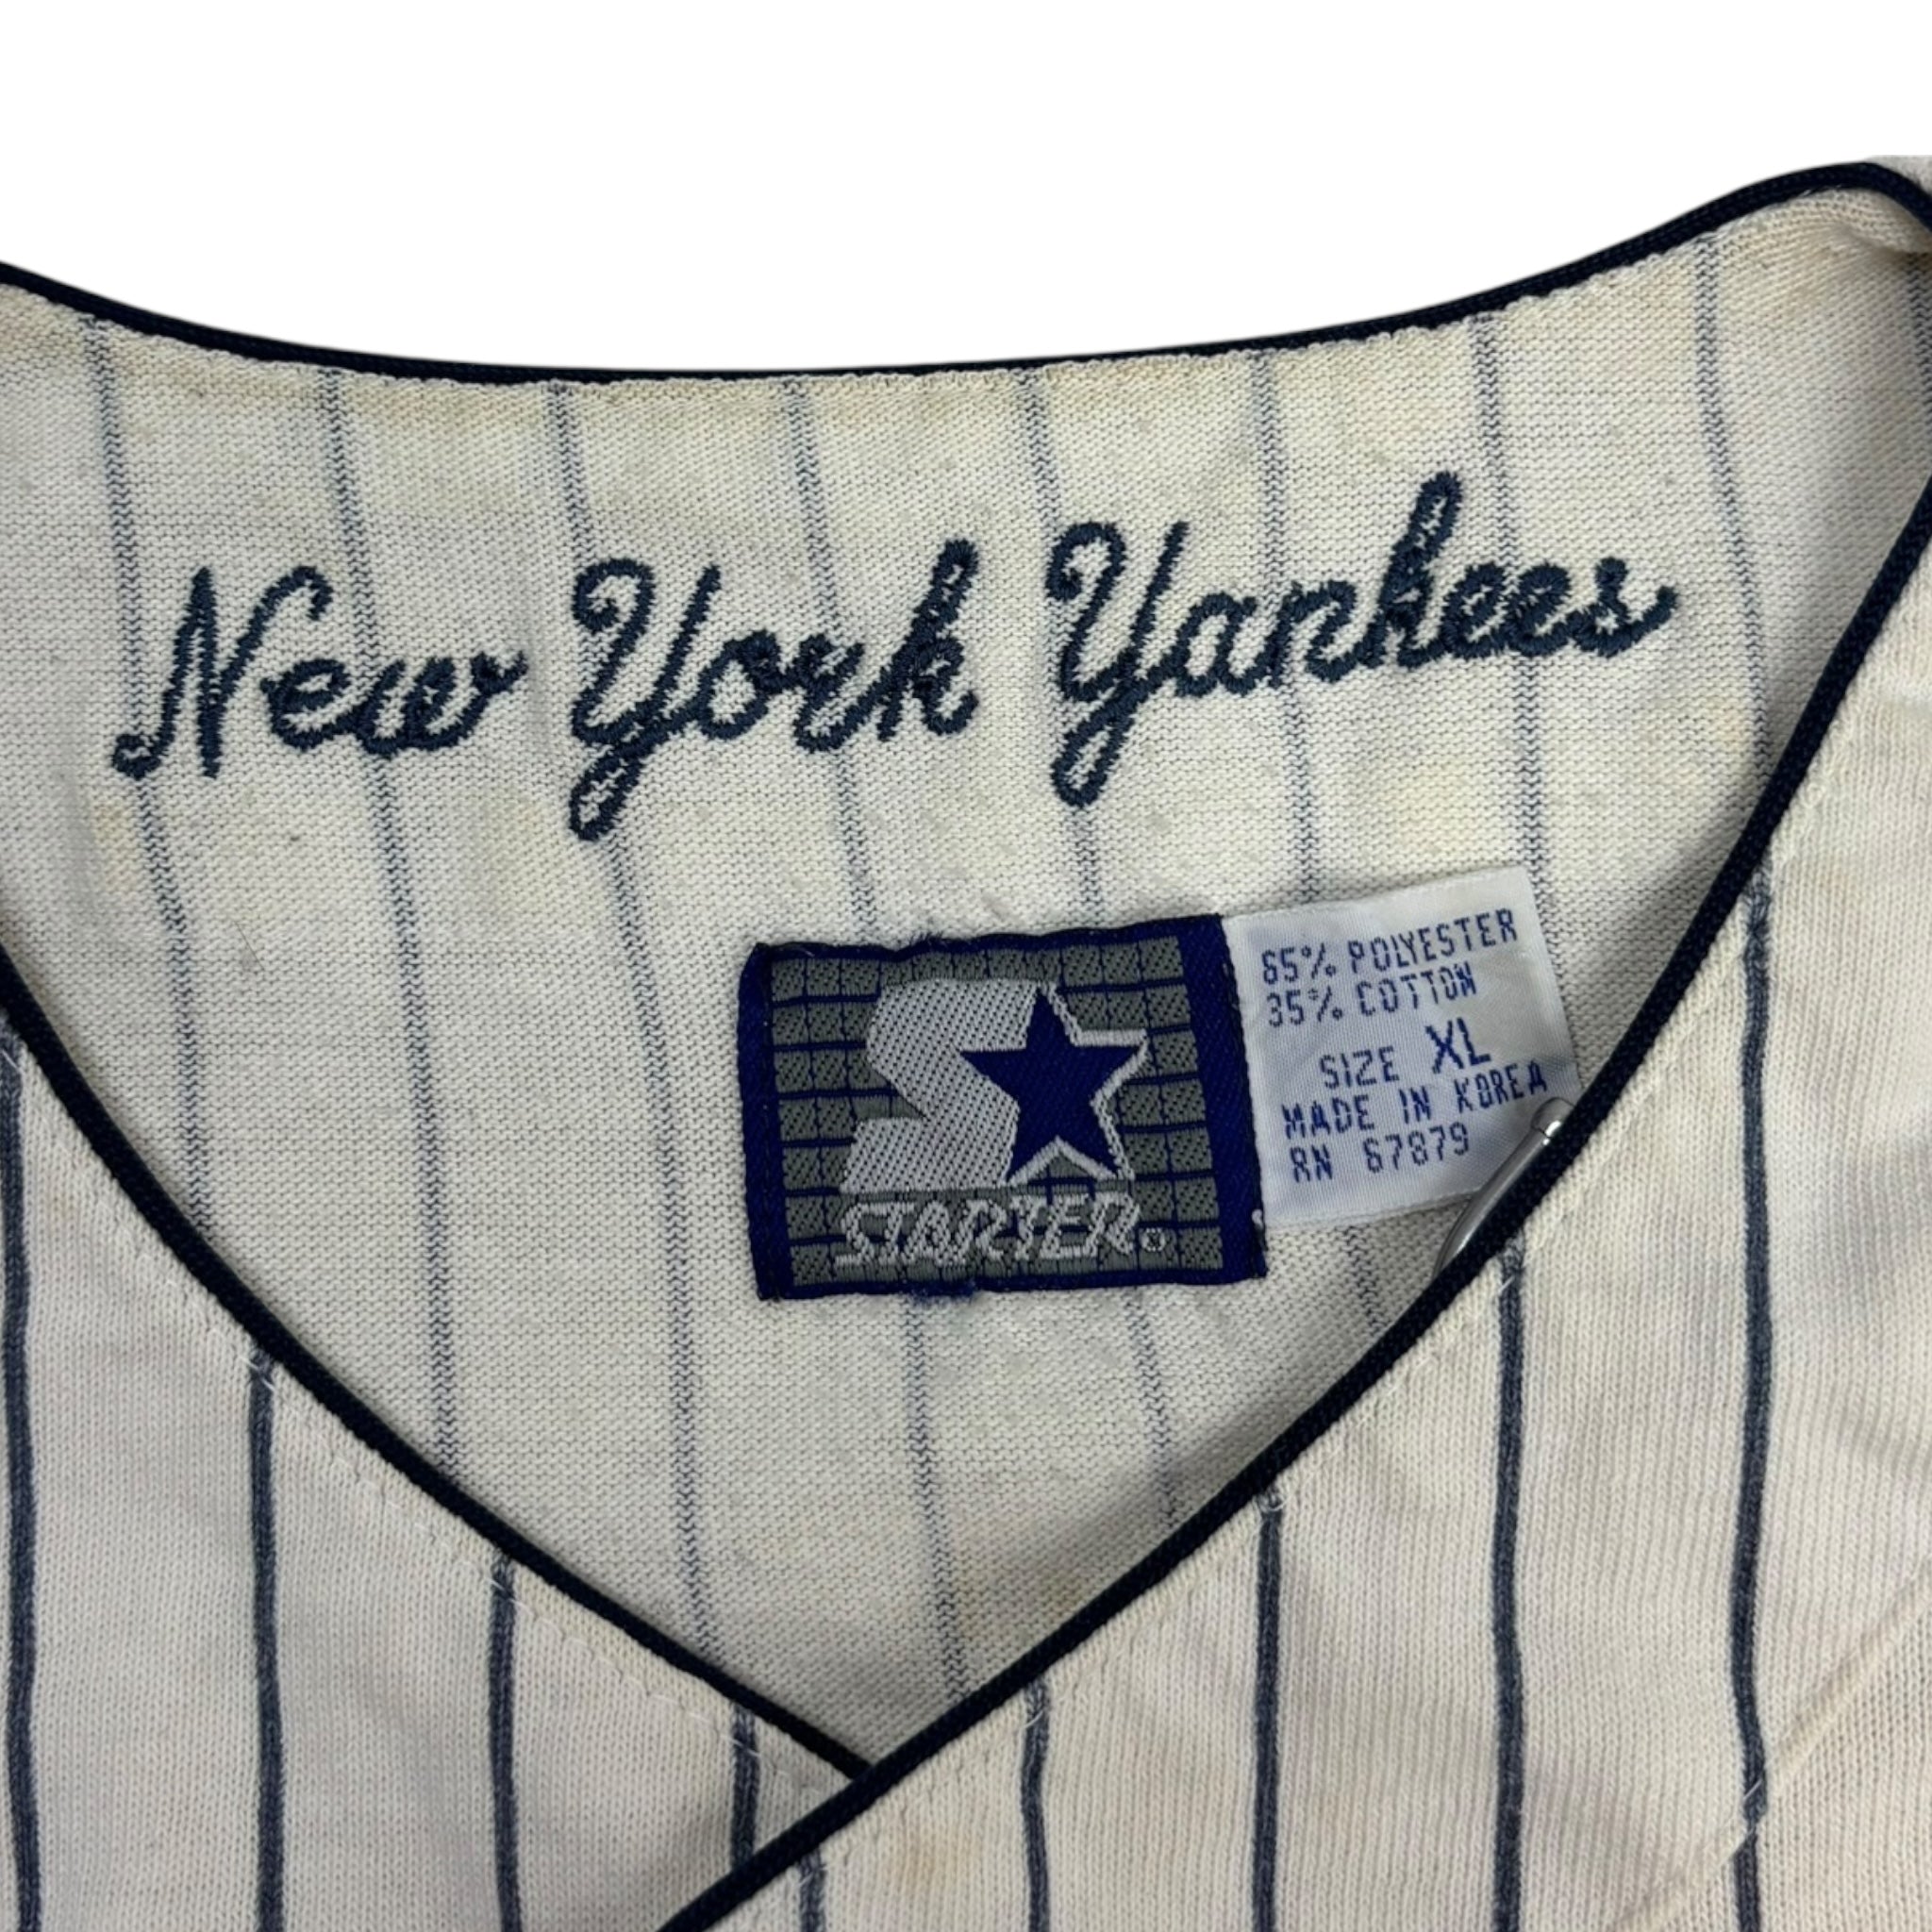 New York Yankees
STARTER®
65% POLYESTER
35% COTTON
SIZE XL
MADE IN KOREA
RN 67879